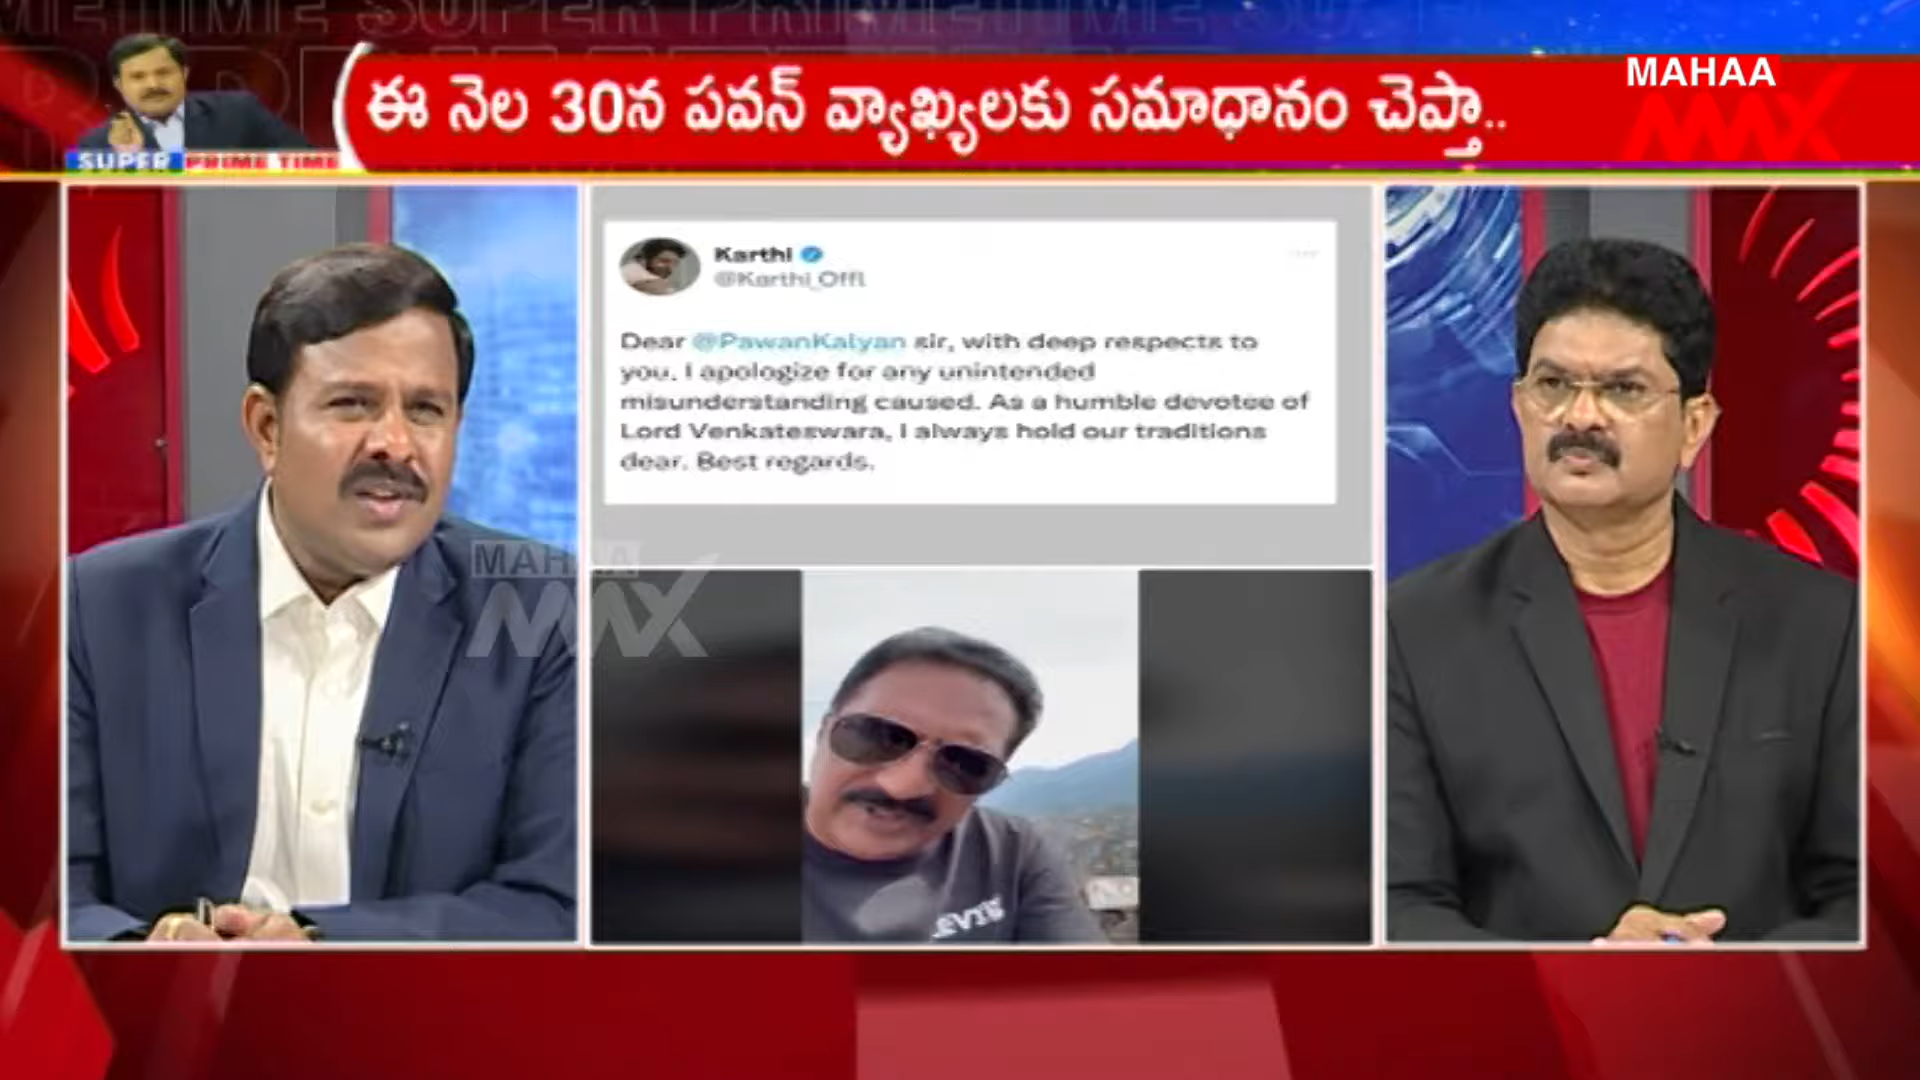 ఈ నెల 30న పవన్ వ్యాఖ్యలకు సమాధానం చెప్తా..
MAHAA
MAX
SUPER PRIME TIME
Karthi
@Karthi_Offl
Dear @PawanKalyan sir, with deep respects to
you, I apologize for any unintended
misunderstanding caused. As a humble devotee of
Lord Venkateswara, I always hold our traditions
dear. Best regards.
MAHAA
MAX